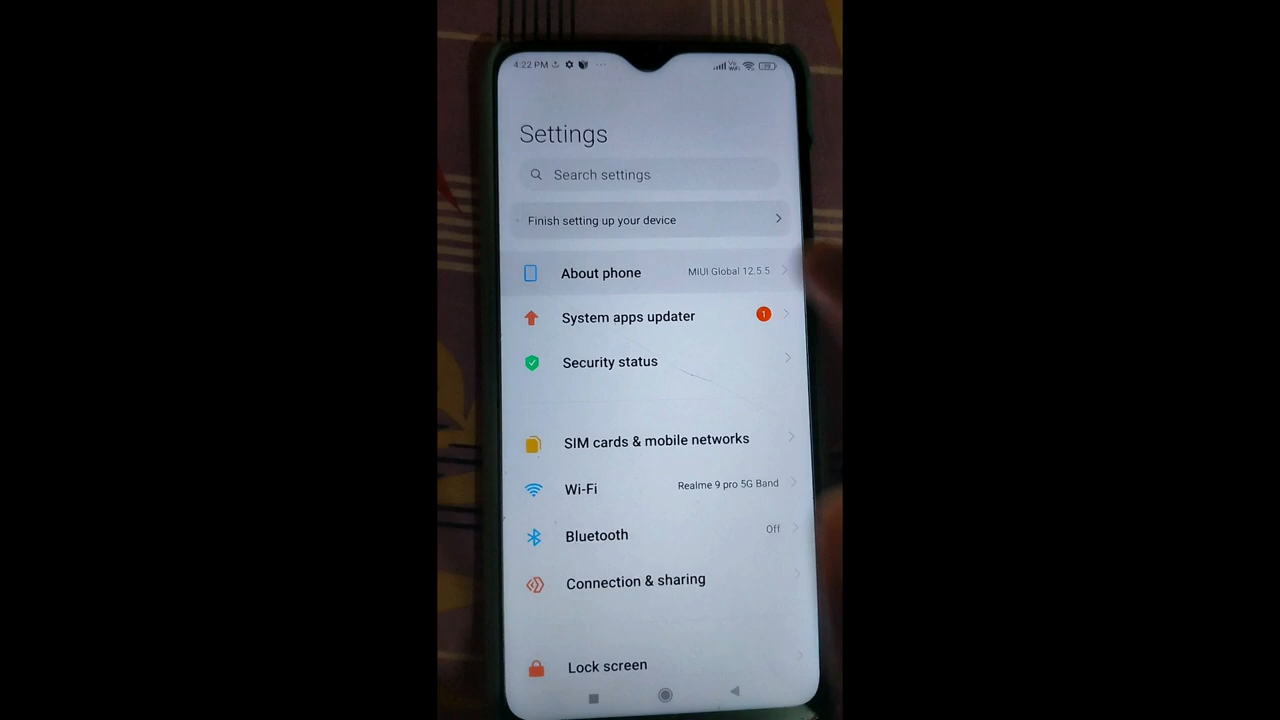 4:22 PM
Vo
WiFi
Settings
Search settings
Finish setting up your device
About phone MIUI Global 12.5.5
System apps updater 1
Security status
SIM cards & mobile networks
Wi-Fi Realme 9 pro 5G Band
Bluetooth Off
Connection & sharing
Lock screen